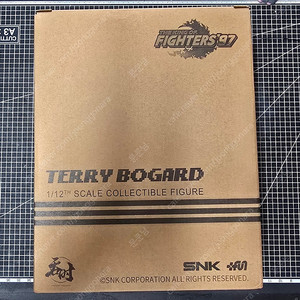 THE KING OF
FIGHTERS'97
TERRY BOGARD
1/12TH SCALE COLLECTIBLE FIGURE
SNK
©SNK CORPORATION ALL RIGHTS RESERVED.